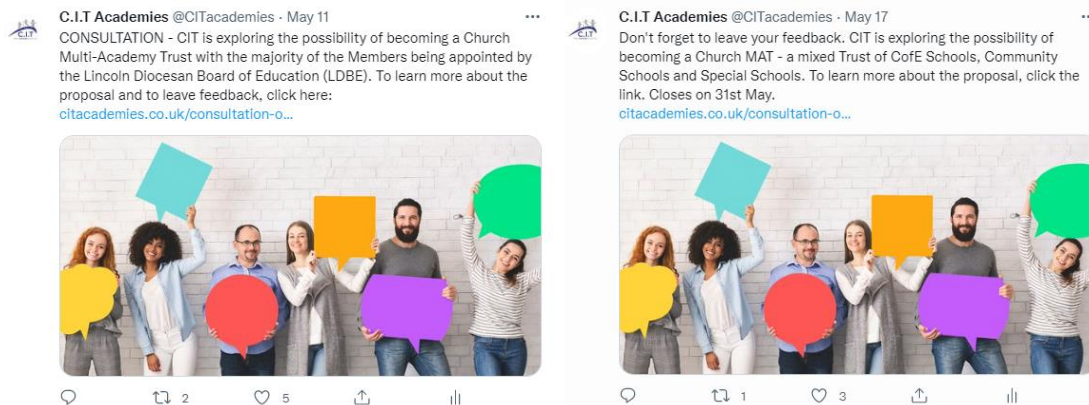 C.I.T
C.I.T Academies @CITacademies · May 11
CONSULTATION - CIT is exploring the possibility of becoming a Church
Multi-Academy Trust with the majority of the Members being appointed by
the Lincoln Diocesan Board of Education (LDBE). To learn more about the
proposal and to leave feedback, click here:
citacademies.co.uk/consultation-o...
2
5
C.I.T
C.I.T Academies @CITacademies · May 17
Don't forget to leave your feedback. CIT is exploring the possibility of
becoming a Church MAT - a mixed Trust of CofE Schools, Community
Schools and Special Schools. To learn more about the proposal, click the
link. Closes on 31st May.
citacademies.co.uk/consultation-o...
1
3